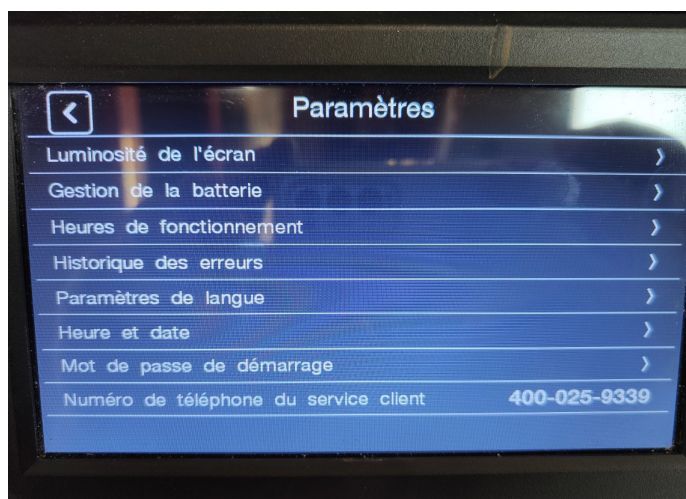 Paramètres
Luminosité de l'écran
Gestion de la batterie
Heures de fonctionnement
Historique des erreurs
Paramètres de langue
Heure et date
Mot de passe de démarrage
Numéro de téléphone du service client 400-025-9339